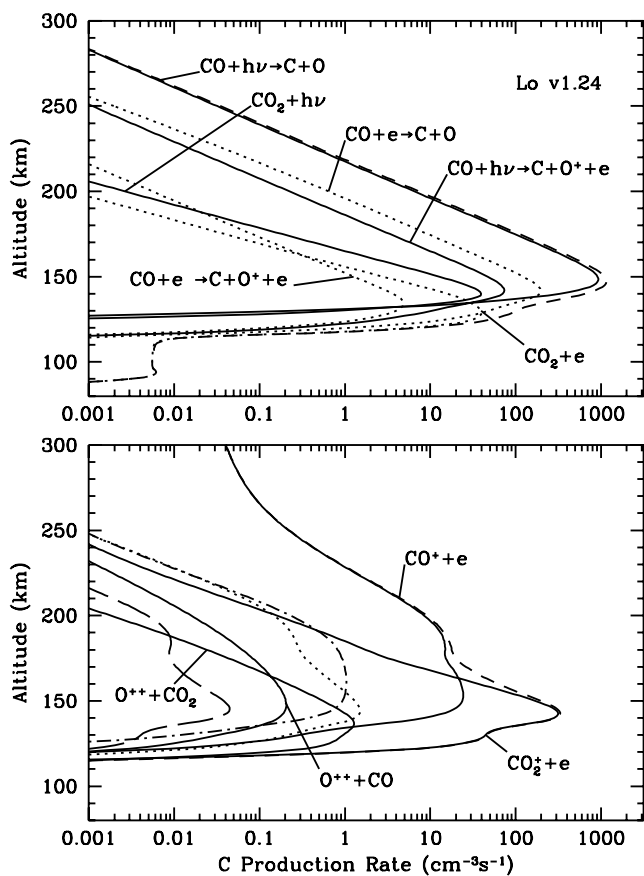 300
250
200
150
100
Altitude (km)
CO+hν→C+O
CO₂+hν
Lo v1.24
CO+e→C+O
CO+hν→C+O⁺+e
CO+e →C+O⁺+e
CO₂+e
0.001 0.01 0.1 1 10 100 1000
300
250
200
150
100
Altitude (km)
CO⁺+e
O⁺⁺+CO₂
O⁺⁺+CO
CO₂⁺+e
0.001 0.01 0.1 1 10 100 1000
C Production Rate (cm⁻³s⁻¹)